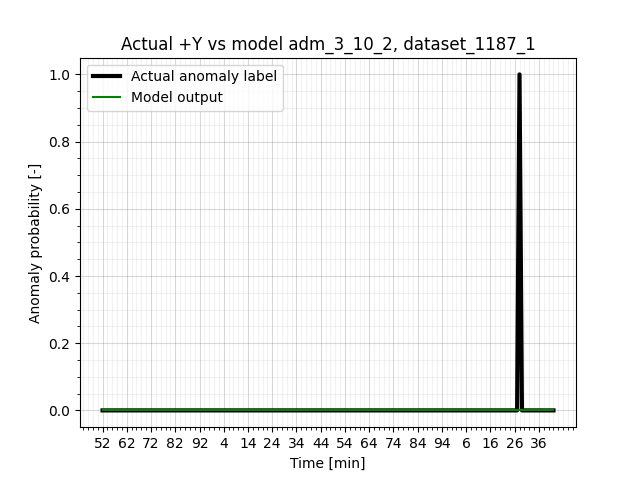 Actual +Y vs model adm_3_10_2, dataset_1187_1
Actual anomaly label
Model output
Anomaly probability [-]
1.0
0.8
0.6
0.4
0.2
0.0
52 62 72 82 92 4 14 24 34 44 54 64 74 84 94 6 16 26 36
Time [min]